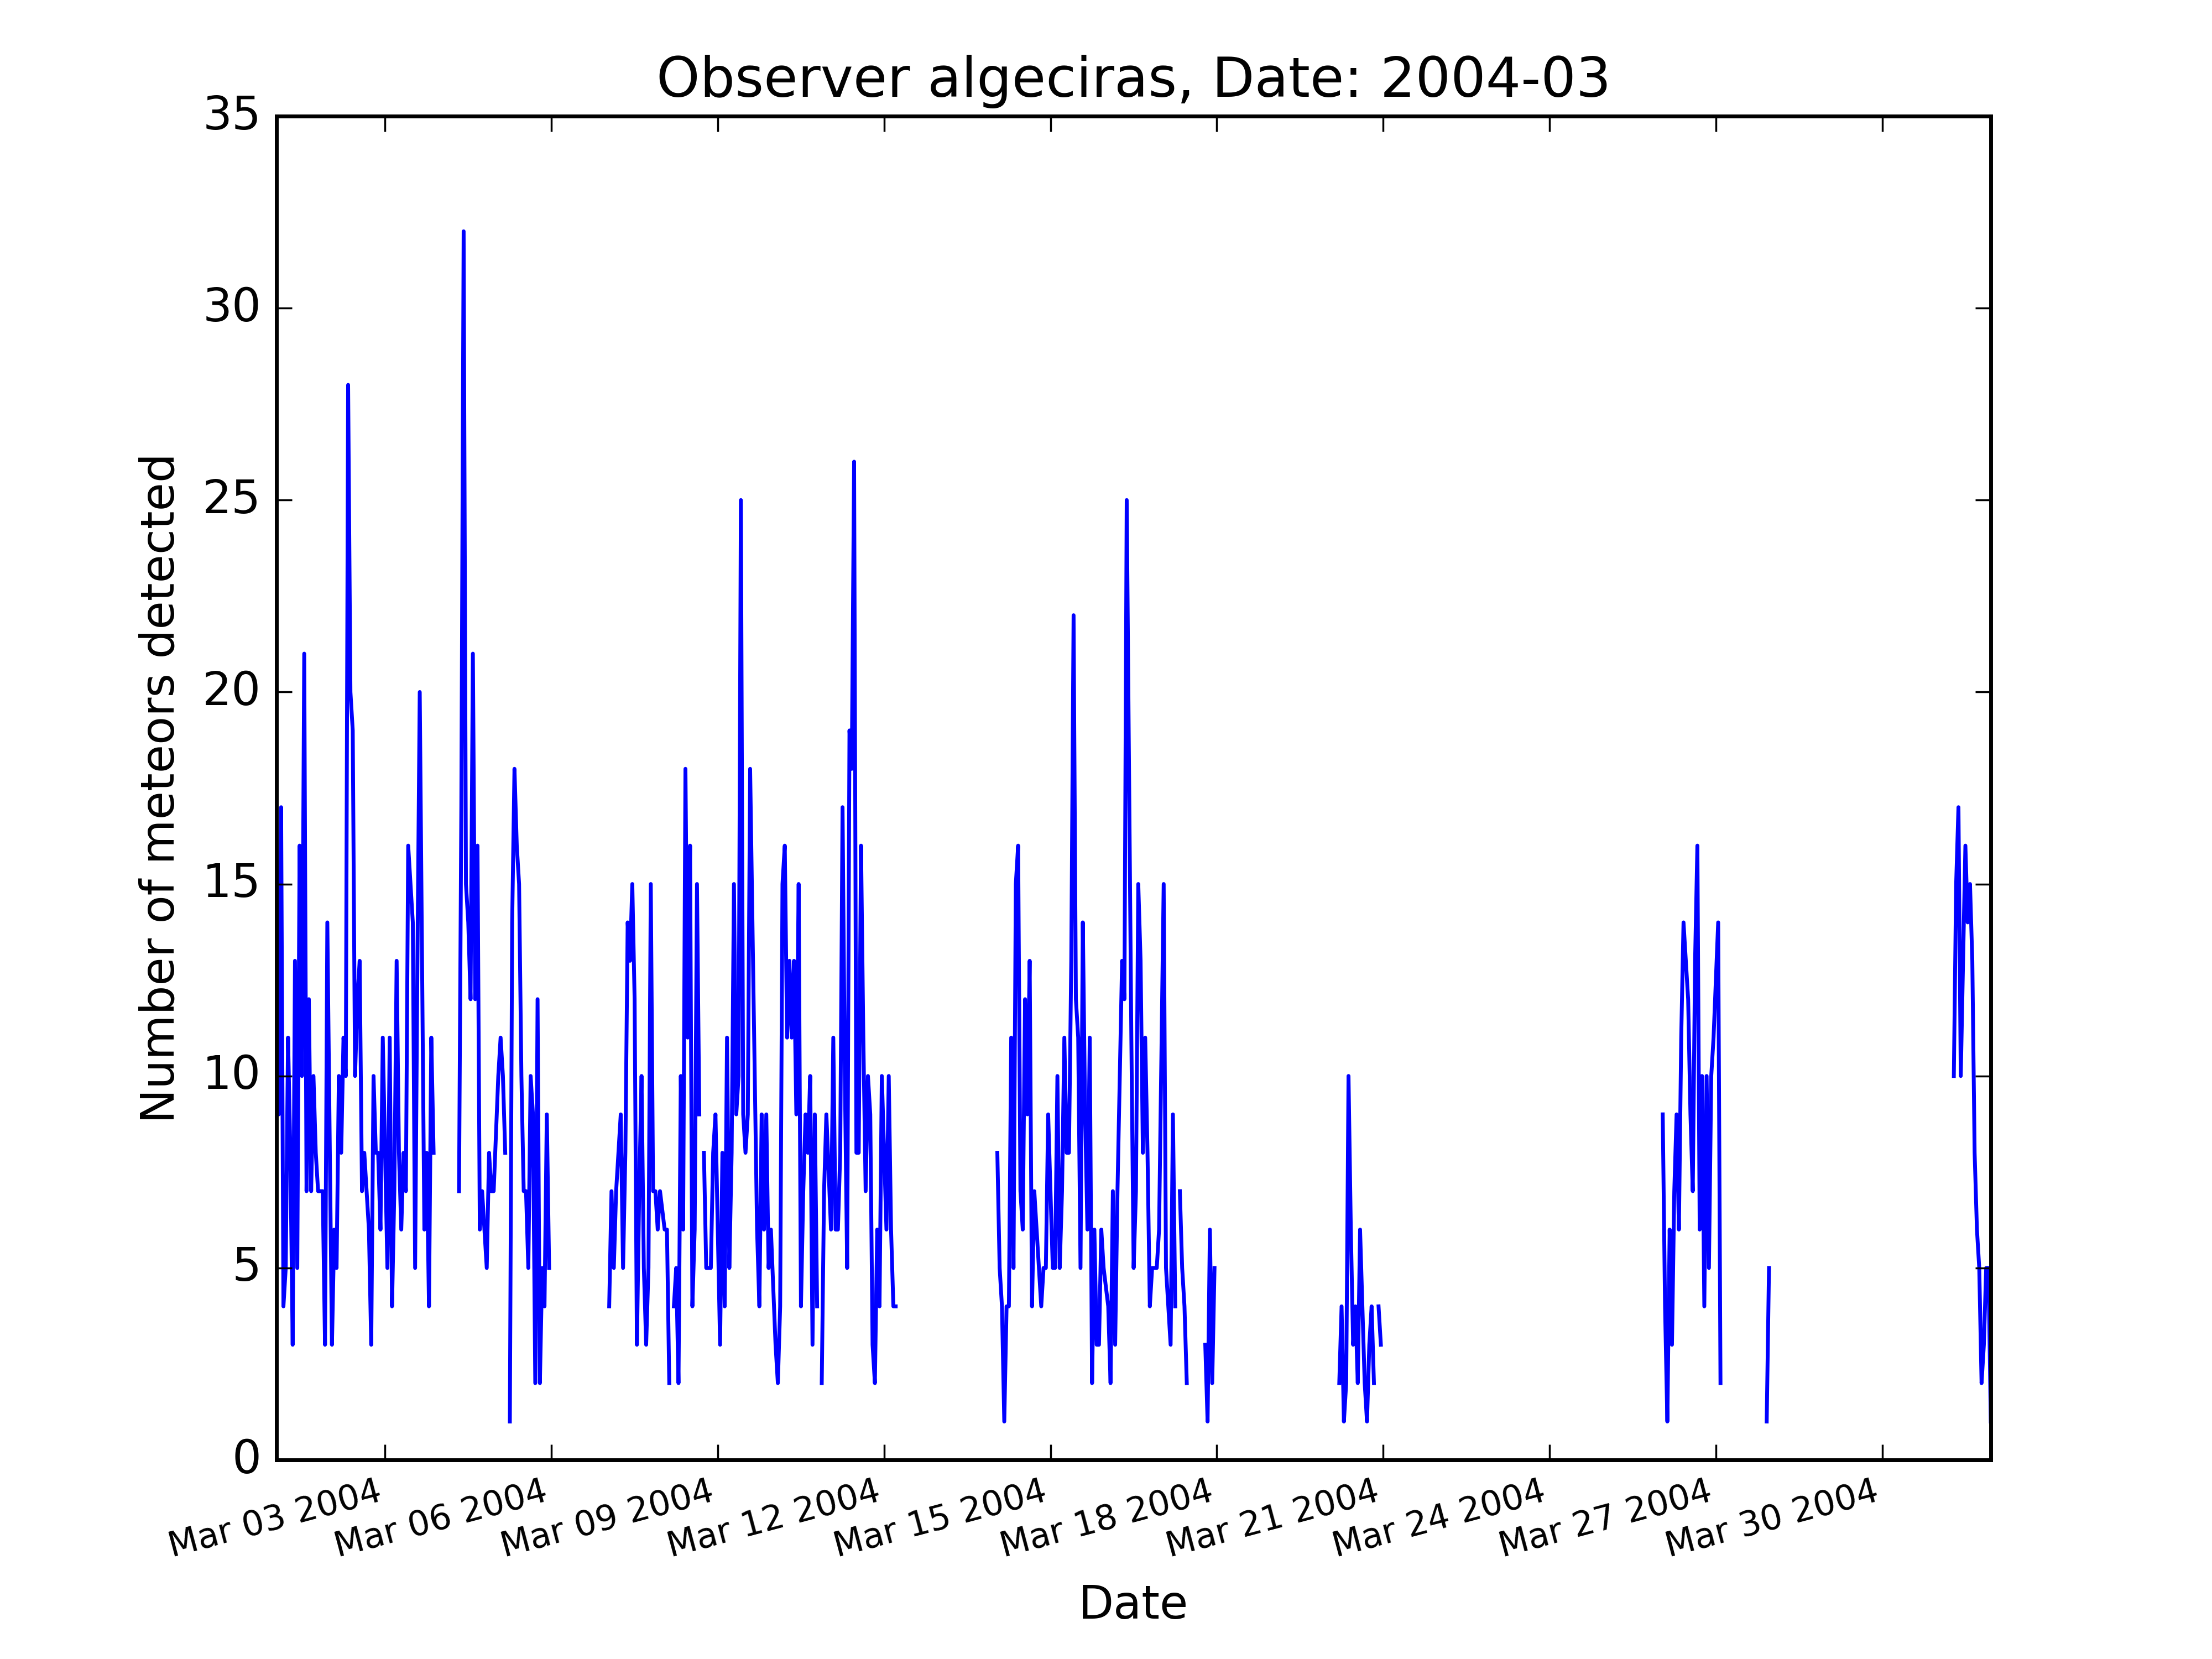 Observer algeciras, Date: 2004-03
35
30
25
20
15
10
5
0
Number of meteors detected
Mar 03 2004
Mar 06 2004
Mar 09 2004
Mar 12 2004
Mar 15 2004
Mar 18 2004
Mar 21 2004
Mar 24 2004
Mar 27 2004
Mar 30 2004
Date